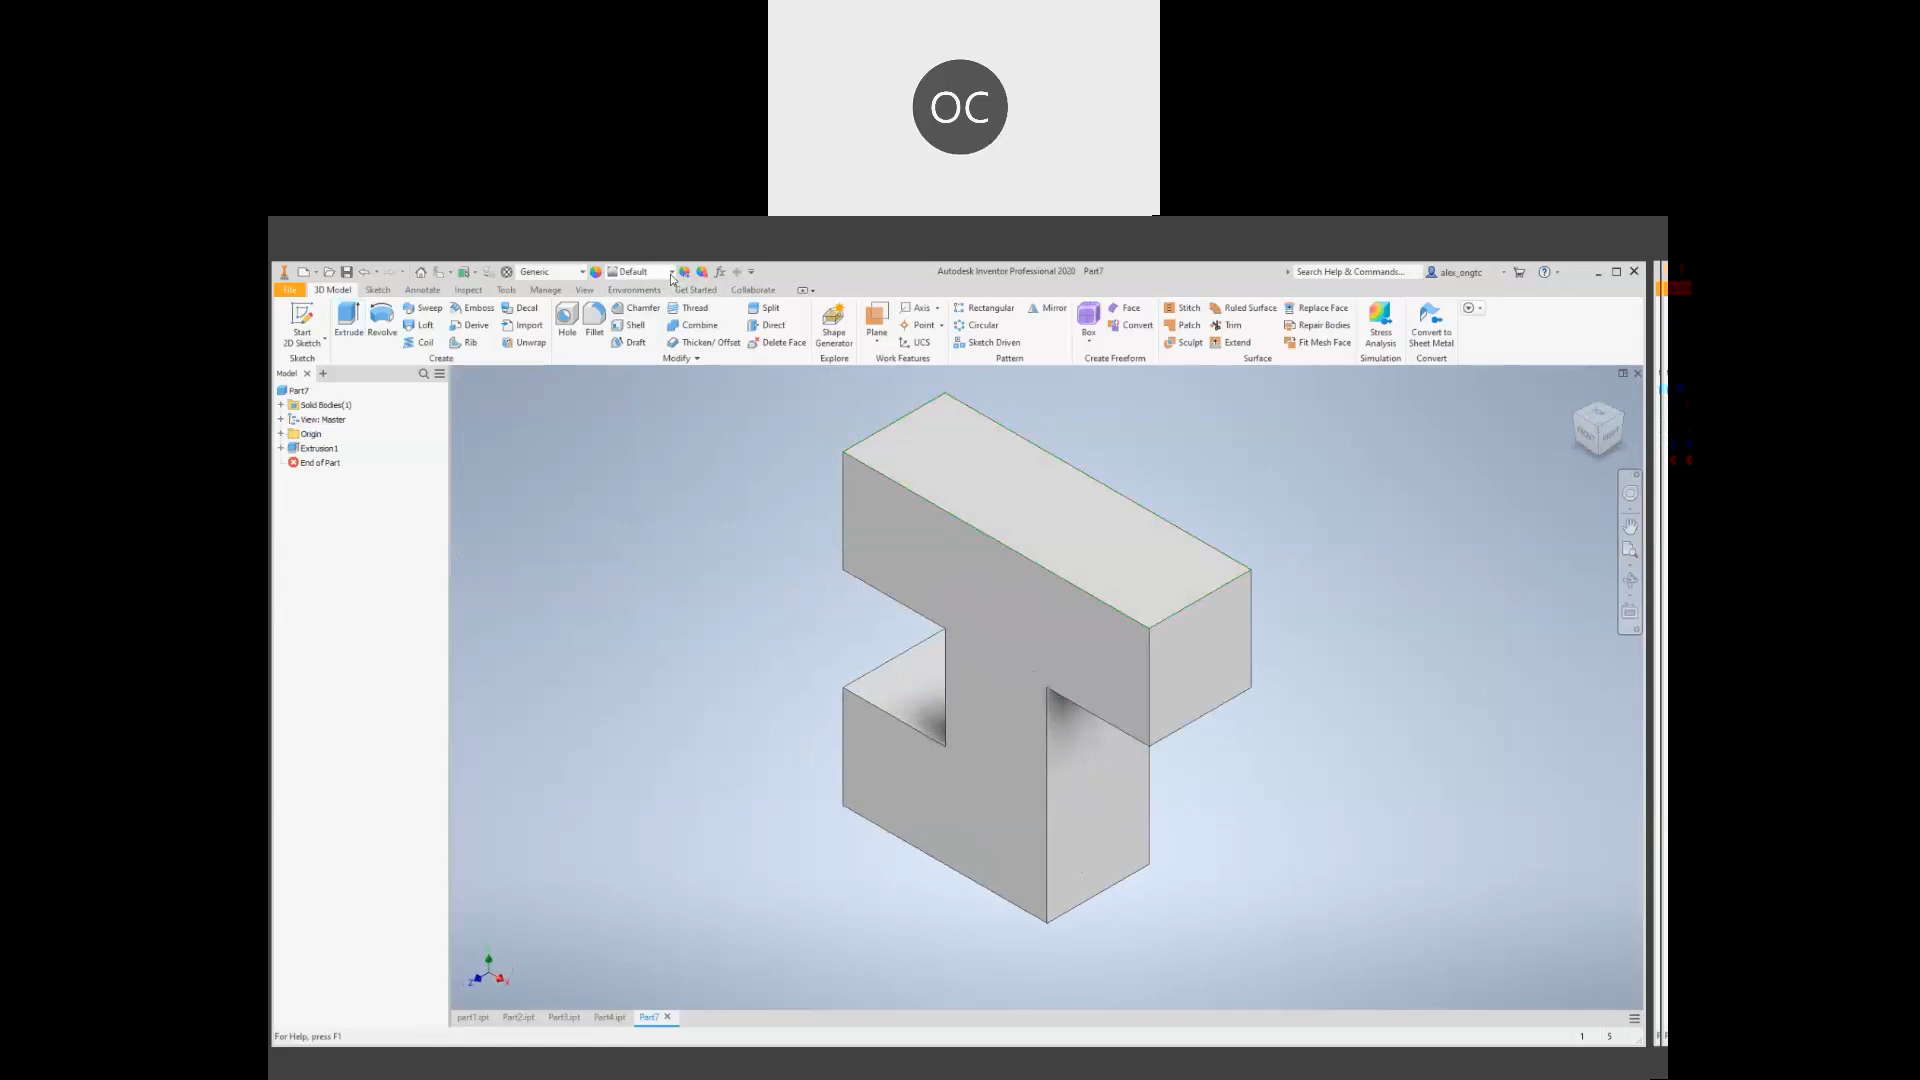 OC
Generic Default Autodesk Inventor Professional 2020 Part7 Search Help & Commands... alex_ongtc
File 3D Model Sketch Annotate Inspect Tools Manage View Environments Get Started Collaborate
Start 2D Sketch Extrude Revolve Sweep Emboss Decal Hole Fillet Chamfer Thread Split Shape Generator Plane Axis Rectangular Mirror Box Face Stitch Ruled Surface Replace Face Stress Analysis Convert to Sheet Metal
Loft Derive Import Shell Combine Direct Point Circular Convert Patch Trim Repair Bodies
Coil Rib Unwrap Draft Thicken/ Offset Delete Face UCS Sketch Driven Sculpt Extend Fit Mesh Face
Sketch Create Modify Explore Work Features Pattern Create Freeform Surface Simulation Convert
Model
Part7
Solid Bodies(1)
View: Master
Origin
Extrusion1
End of Part
TOP
FRONT RIGHT
Z X
part1.ipt Part2.ipt Part3.ipt Part4.ipt Part7
For Help, press F1 1 5